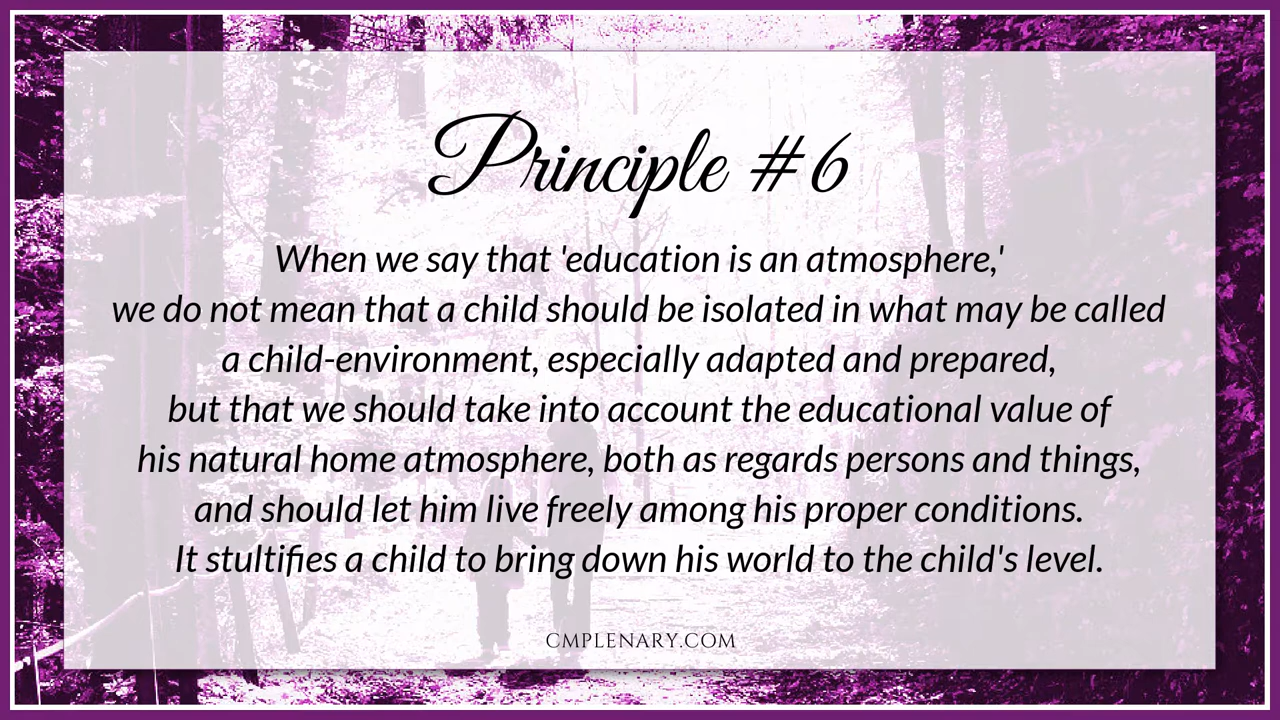 Principle #6
When we say that 'education is an atmosphere,'
we do not mean that a child should be isolated in what may be called
a child-environment, especially adapted and prepared,
but that we should take into account the educational value of
his natural home atmosphere, both as regards persons and things,
and should let him live freely among his proper conditions.
It stultifies a child to bring down his world to the child's level.
CMPLENARY.COM